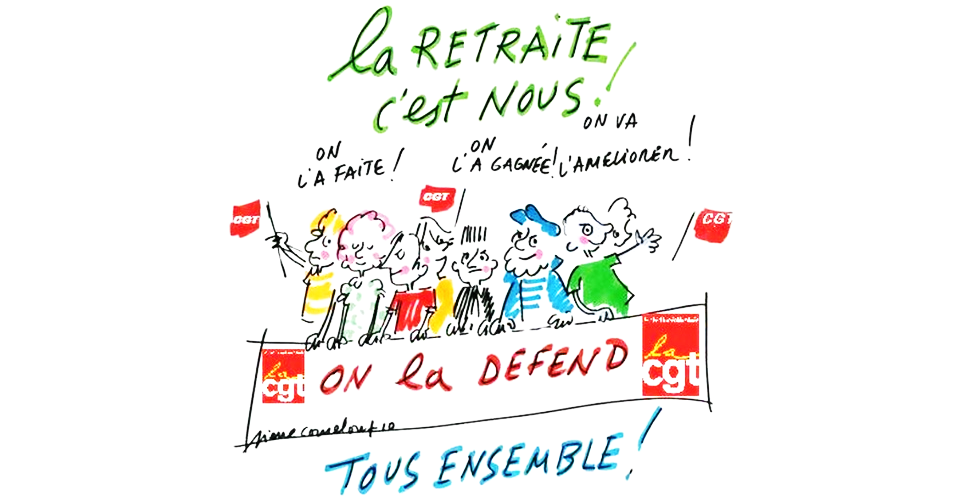 la RETRAiTE
c'est NOUS !
ON L'A FAiTE !
ON L'A GAGNÉE !
ON VA L'AMELiORER !
CGT
CGT
CGT
la cgt
ON la DEFEND
la cgt
TOUS ENSEMBLE !